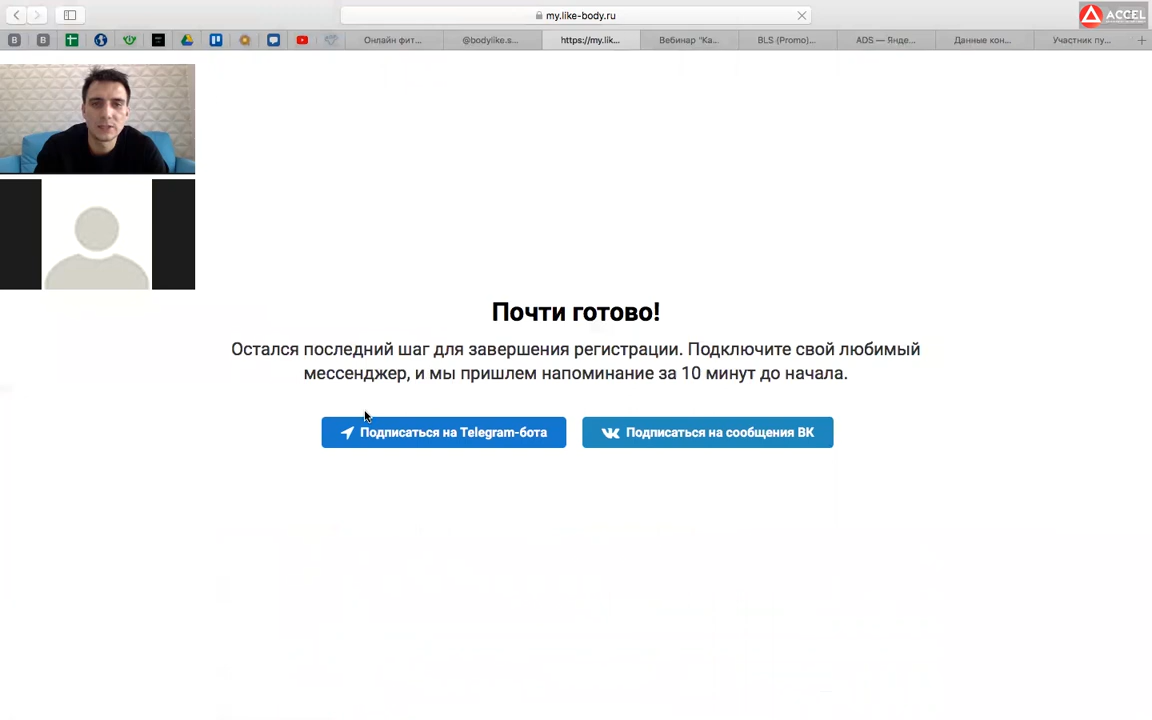 my.like-body.ru
ACCEL
Онлайн фит...
@bodylike.s...
https://my.lik...
Вебинар "Ка...
BLS (Promo)...
ADS — Янде...
Данные кон...
Участник пу...
Почти готово!
Остался последний шаг для завершения регистрации. Подключите свой любимый
мессенджер, и мы пришлем напоминание за 10 минут до начала.
Подписаться на Telegram-бота
Подписаться на сообщения ВК